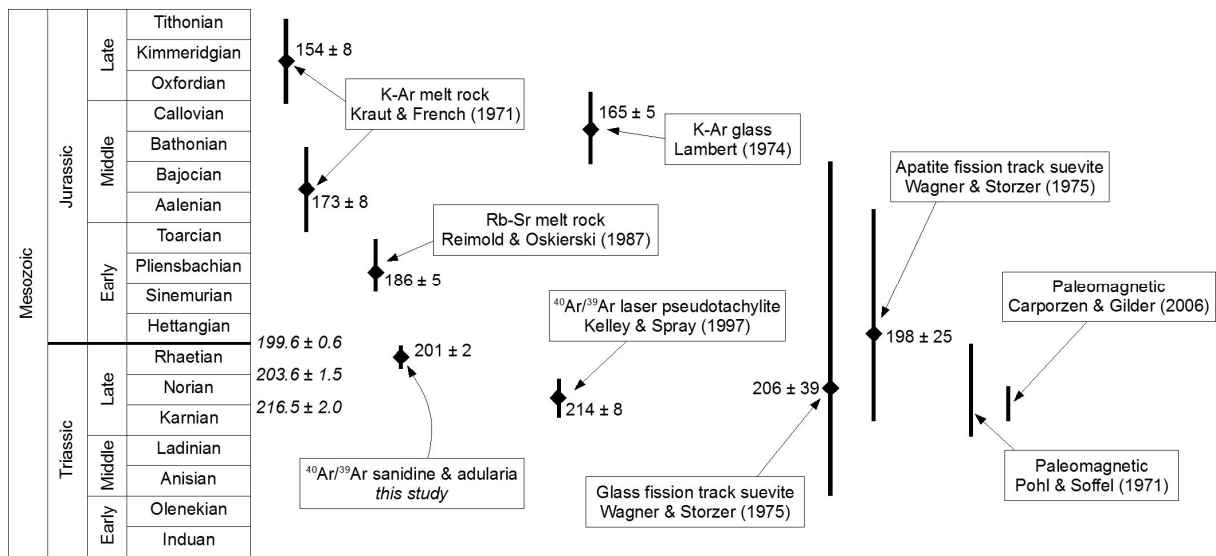 Mesozoic
Jurassic
Triassic
Late
Middle
Early
Late
Middle
Early
Tithonian
Kimmeridgian
Oxfordian
Callovian
Bathonian
Bajocian
Aalenian
Toarcian
Pliensbachian
Sinemurian
Hettangian
Rhaetian
Norian
Karnian
Ladinian
Anisian
Olenekian
Induan
199.6 ± 0.6
203.6 ± 1.5
216.5 ± 2.0
154 ± 8
K-Ar melt rock
Kraut & French (1971)
173 ± 8
165 ± 5
K-Ar glass
Lambert (1974)
Rb-Sr melt rock
Reimold & Oskierski (1987)
186 ± 5
201 ± 2
⁴⁰Ar/³⁹Ar sanidine & adularia
this study
⁴⁰Ar/³⁹Ar laser pseudotachylite
Kelley & Spray (1997)
214 ± 8
206 ± 39
Glass fission track suevite
Wagner & Storzer (1975)
Apatite fission track suevite
Wagner & Storzer (1975)
198 ± 25
Paleomagnetic
Carporzen & Gilder (2006)
Paleomagnetic
Pohl & Soffel (1971)